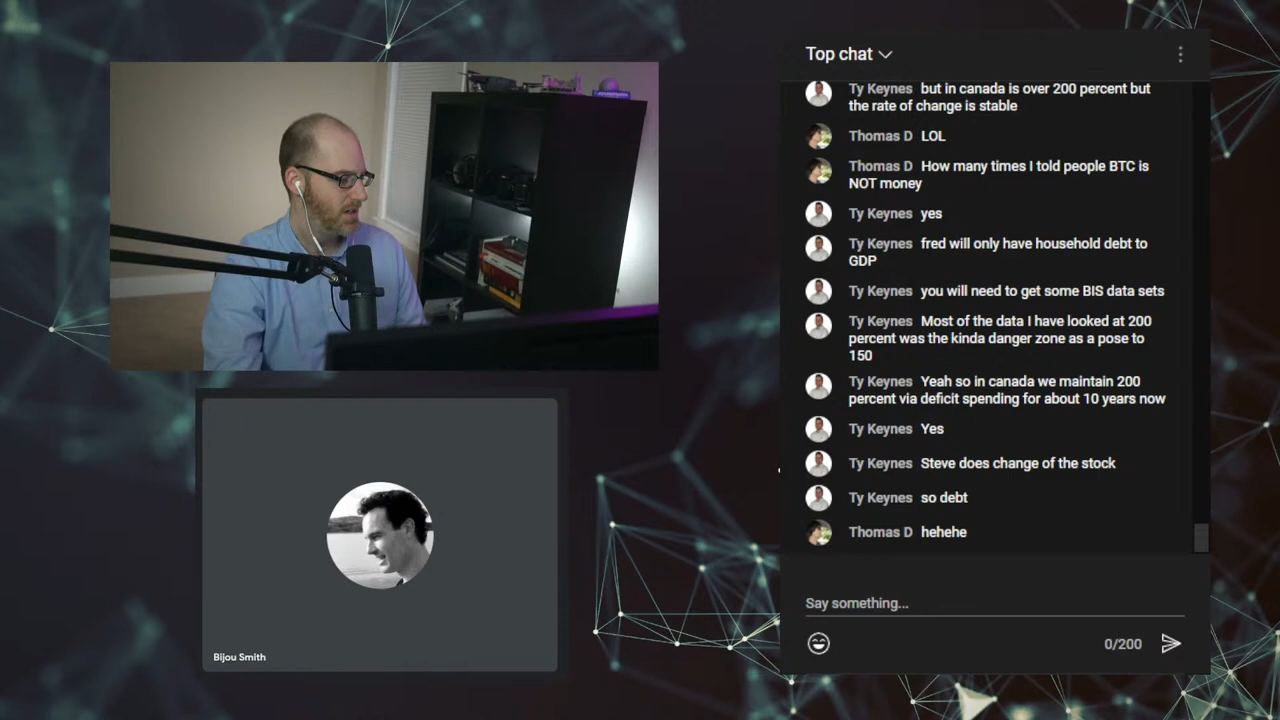 Top chat
Ty Keynes but in canada is over 200 percent but
the rate of change is stable
Thomas D LOL
Thomas D How many times I told people BTC is
NOT money
Ty Keynes yes
Ty Keynes fred will only have household debt to
GDP
Ty Keynes you will need to get some BIS data sets
Ty Keynes Most of the data I have looked at 200
percent was the kinda danger zone as a pose to
150
Ty Keynes Yeah so in canada we maintain 200
percent via deficit spending for about 10 years now
Ty Keynes Yes
Ty Keynes Steve does change of the stock
Ty Keynes so debt
Thomas D hehehe
Say something...
0/200
Bijou Smith